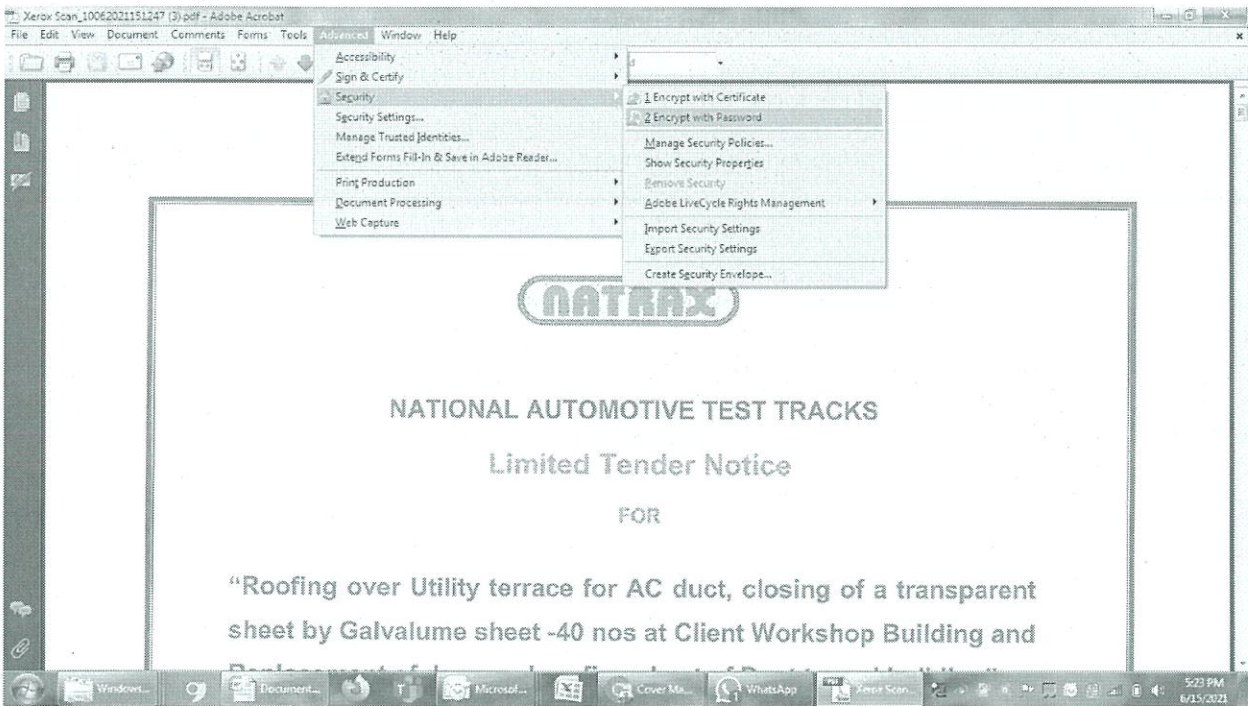 Xerox Scan_10062021151247 (3).pdf - Adobe Acrobat
File Edit View Document Comments Forms Tools Advanced Window Help
Accessibility
Sign & Certify
Security
Security Settings...
Manage Trusted Identities...
Extend Forms Fill-In & Save in Adobe Reader...
Print Production
Document Processing
Web Capture
1 Encrypt with Certificate
2 Encrypt with Password
Manage Security Policies...
Show Security Properties
Remove Security
Adobe LiveCycle Rights Management
Import Security Settings
Export Security Settings
Create Security Envelope...
NATRAX
NATIONAL AUTOMOTIVE TEST TRACKS
Limited Tender Notice
FOR
“Roofing over Utility terrace for AC duct, closing of a transparent
sheet by Galvalume sheet -40 nos at Client Workshop Building and
Windows... Document... Microsof... Cover Ma... WhatsApp Xerox Scan... 5:23 PM
6/15/2021